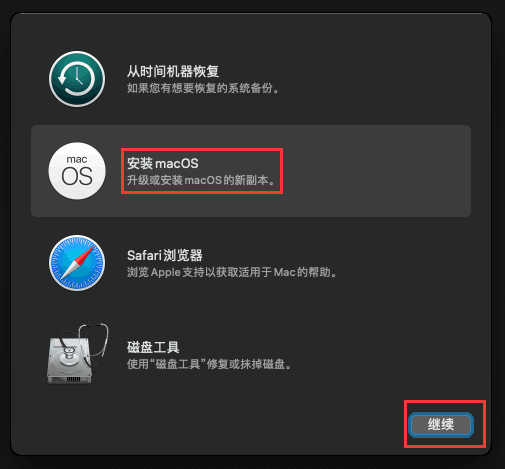 从时间机器恢复
如果您有想要恢复的系统备份。
mac
OS
安装 macOS
升级或安装 macOS 的新副本。
Safari 浏览器
浏览 Apple 支持以获取适用于 Mac 的帮助。
磁盘工具
使用“磁盘工具”修复或抹掉磁盘。
继续